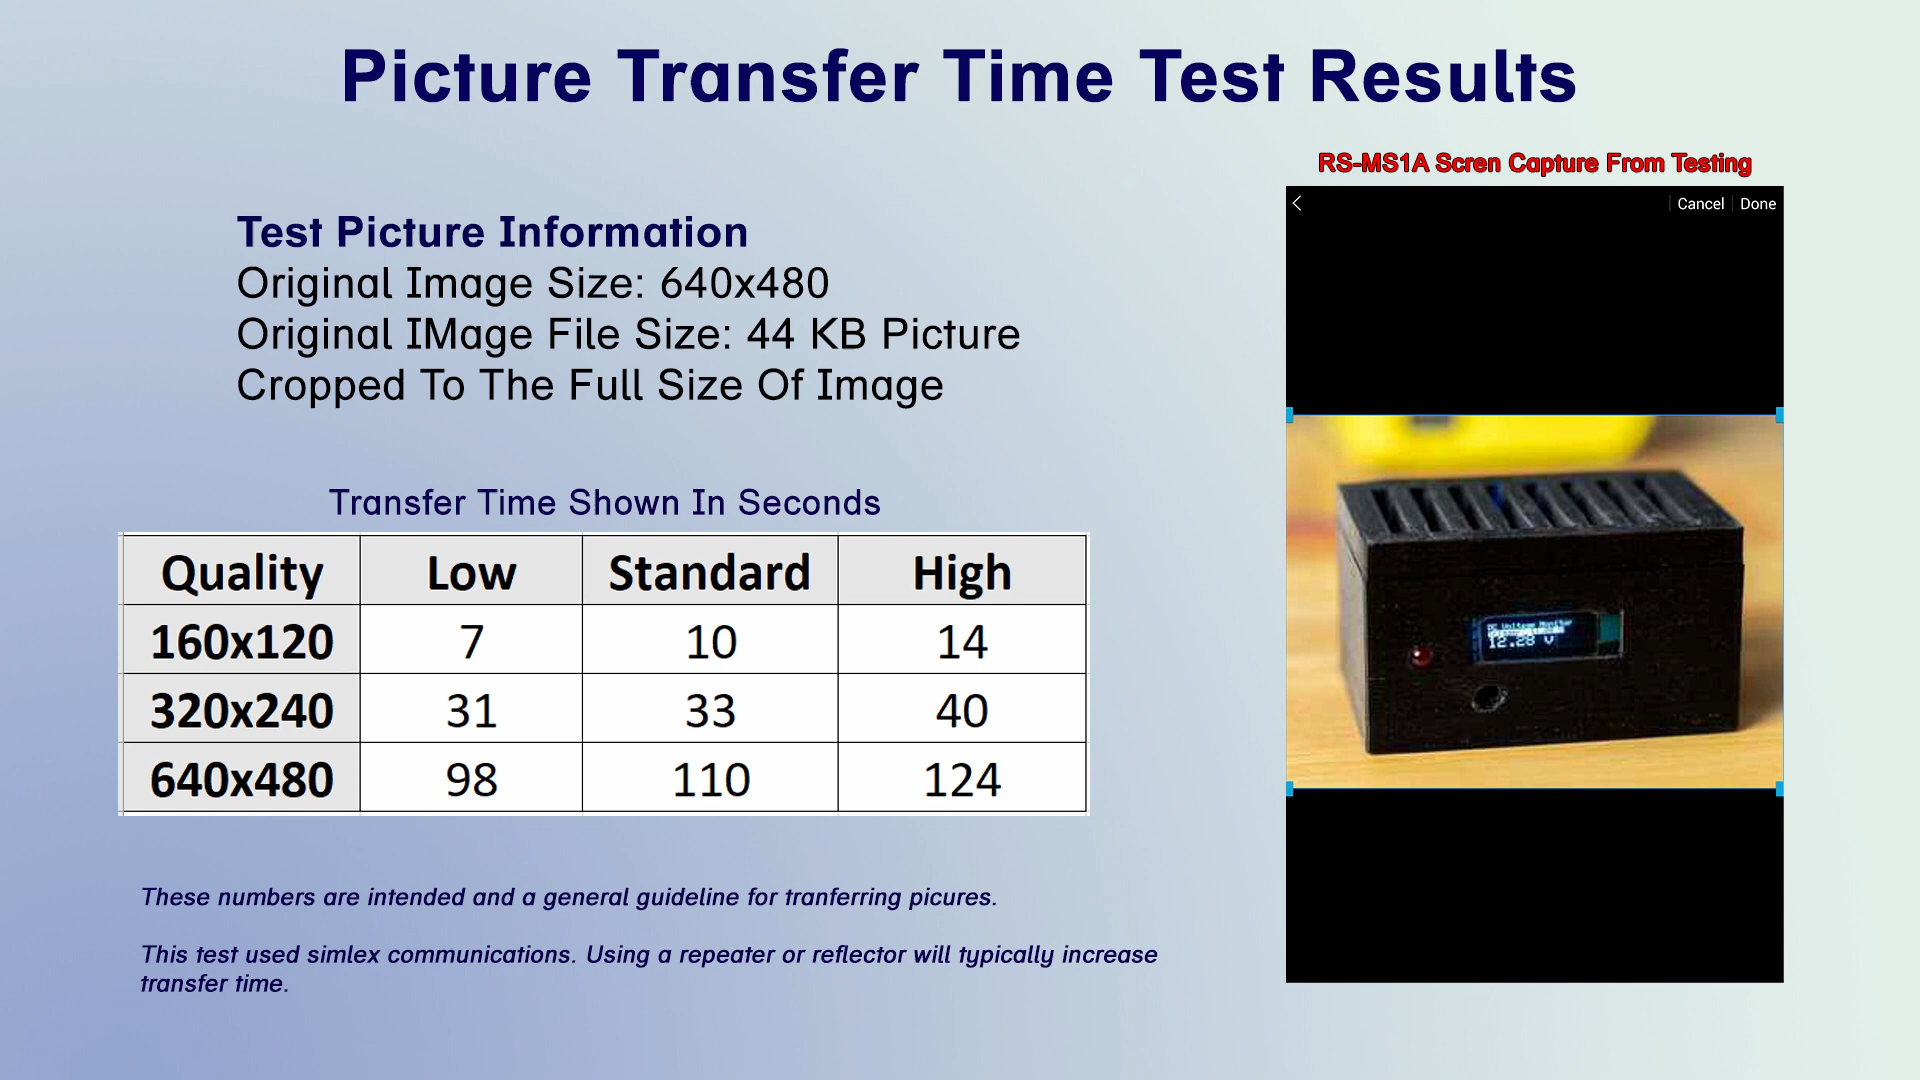 Picture Transfer Time Test Results
RS-MS1A Scren Capture From Testing
Cancel Done
Test Picture Information
Original Image Size: 640x480
Original IMage File Size: 44 KB Picture
Cropped To The Full Size Of Image
Transfer Time Shown In Seconds
Quality Low Standard High
160x120 7 10 14
320x240 31 33 40
640x480 98 110 124
DC Voltage Monitor
12.28 V
These numbers are intended and a general guideline for tranferring picures.
This test used simlex communications. Using a repeater or reflector will typically increase
transfer time.